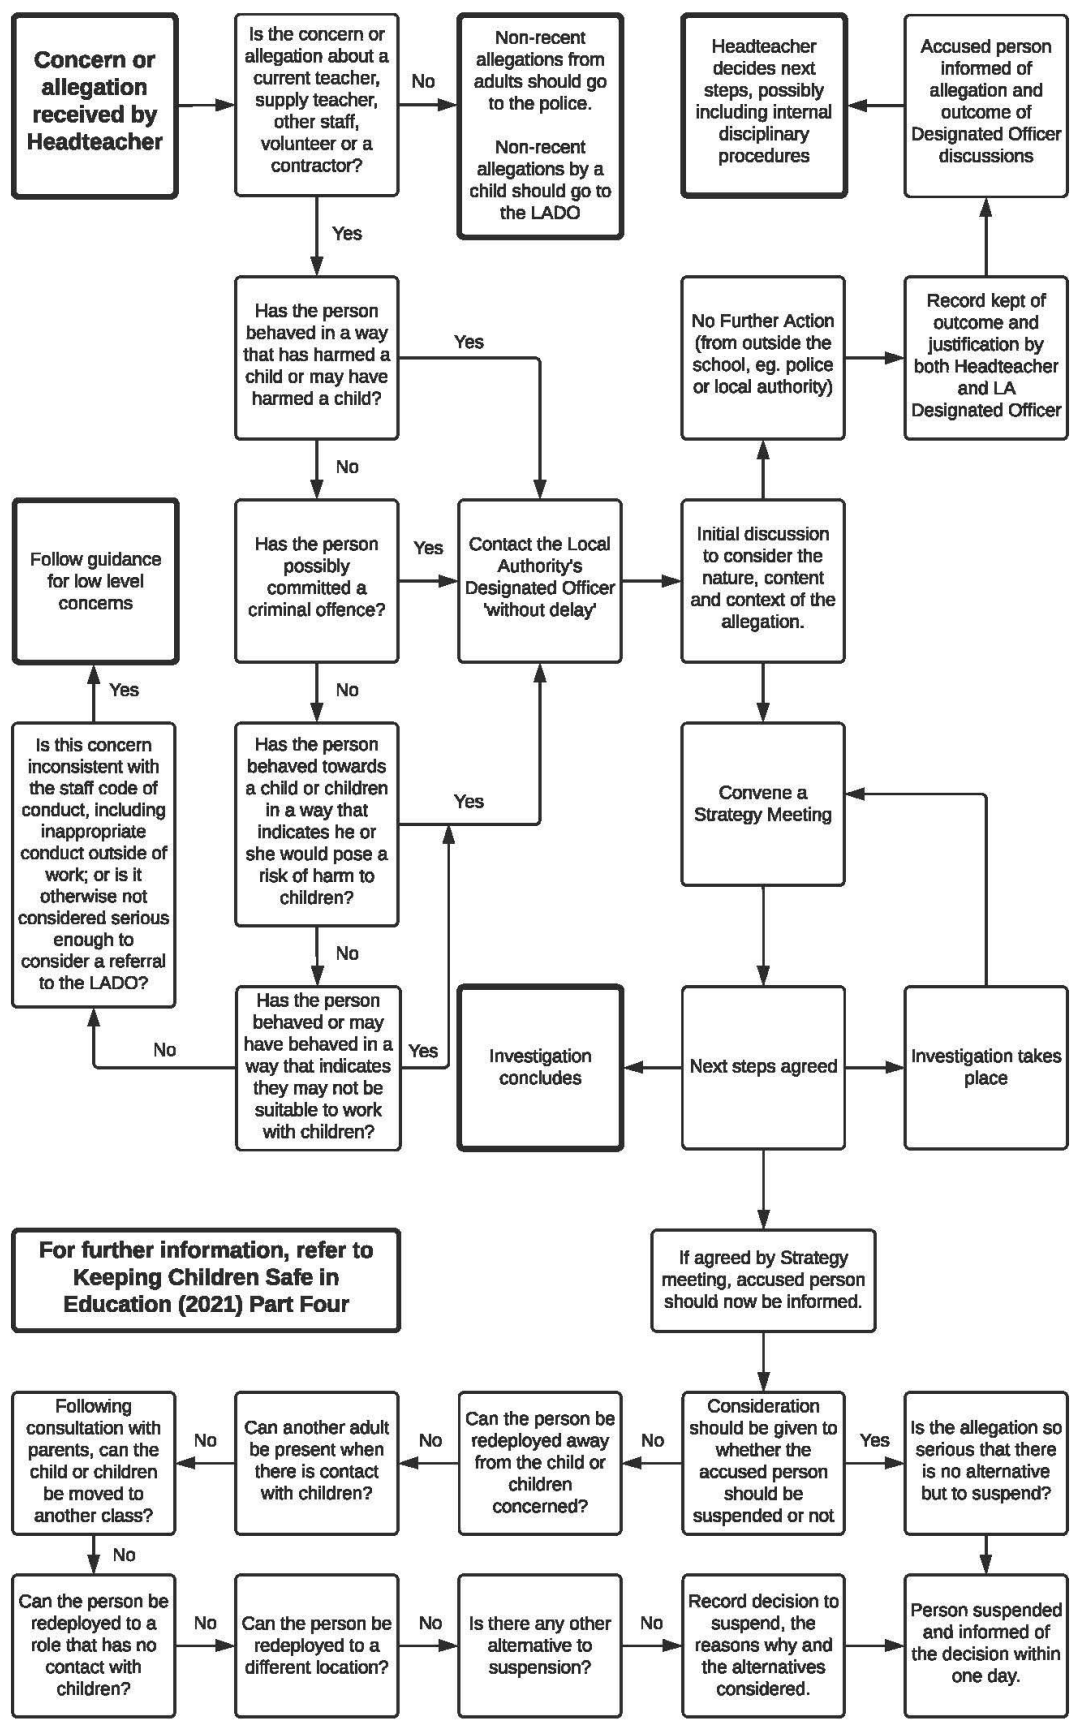 Concern or
allegation
received by
Headteacher
Is the concern or
allegation about a
current teacher,
supply teacher,
other staff,
volunteer or a
contractor?
No
Non-recent
allegations from
adults should go
to the police.
Non-recent
allegations by a
child should go to
the LADO
Headteacher
decides next
steps, possibly
including internal
disciplinary
procedures
Accused person
informed of
allegation and
outcome of
Designated Officer
discussions
Yes
Has the person
behaved in a way
that has harmed a
child or may have
harmed a child?
Yes
No Further Action
(from outside the
school, eg. police
or local authority)
Record kept of
outcome and
justification by
both Headteacher
and LA
Designated Officer
No
Follow guidance
for low level
concerns
Has the person
possibly
committed a
criminal offence?
Yes
Contact the Local
Authority's
Designated Officer
'without delay'
Initial discussion
to consider the
nature, content
and context of the
allegation.
Yes
No
Is this concern
inconsistent with
the staff code of
conduct, including
inappropriate
conduct outside of
work; or is it
otherwise not
considered serious
enough to
consider a referral
to the LADO?
Has the person
behaved towards
a child or children
in a way that
indicates he or
she would pose a
risk of harm to
children?
Yes
Convene a
Strategy Meeting
No
No
Has the person
behaved or may
have behaved in a
way that indicates
they may not be
suitable to work
with children?
Yes
Investigation
concludes
Next steps agreed
Investigation takes
place
For further information, refer to
Keeping Children Safe in
Education (2021) Part Four
If agreed by Strategy
meeting, accused person
should now be informed.
Following
consultation with
parents, can the
child or children
be moved to
another class?
No
Can another adult
be present when
there is contact
with children?
No
Can the person be
redeployed away
from the child or
children
concerned?
No
Consideration
should be given to
whether the
accused person
should be
suspended or not
Yes
Is the allegation so
serious that there
is no alternative
but to suspend?
No
Can the person be
redeployed to a
role that has no
contact with
children?
No
Can the person be
redeployed to a
different location?
No
Is there any other
alternative to
suspension?
No
Record decision to
suspend, the
reasons why and
the alternatives
considered.
Person suspended
and informed of
the decision within
one day.